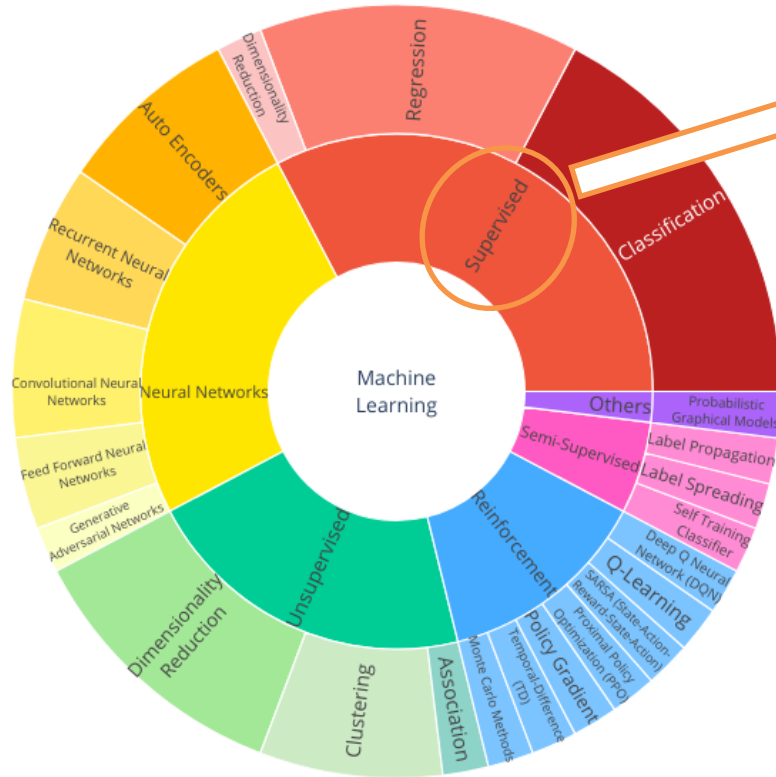 Machine
Learning
Supervised
Classification
Regression
Dimensionality
Reduction
Neural Networks
Auto Encoders
Recurrent Neural
Networks
Convolutional Neural
Networks
Feed Forward Neural
Networks
Generative
Adversarial Networks
Unsupervised
Dimensionality
Reduction
Clustering
Association
Reinforcement
Monte Carlo Methods
Temporal-Difference
(TD)
Policy Gradient
Proximal Policy
Optimization (PPO)
SARSA (State-Action-
Reward-State-Action)
Q-Learning
Deep Q Neural
Network (DQN)
Semi-Supervised
Self Training
Classifier
Label Spreading
Label Propagation
Others
Probabilistic
Graphical Models